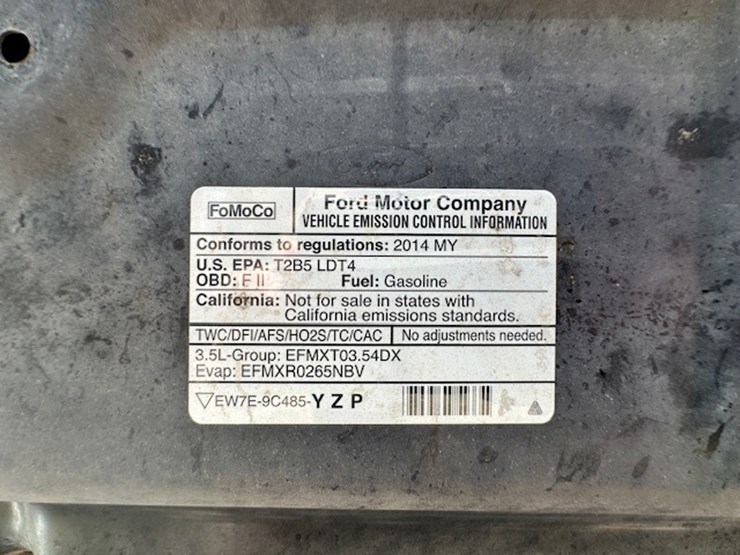 FoMoCo
Ford Motor Company
VEHICLE EMISSION CONTROL INFORMATION
Conforms to regulations: 2014 MY
U.S. EPA: T2B5 LDT4
OBD: F II Fuel: Gasoline
California: Not for sale in states with
California emissions standards.
TWC/DFI/AFS/HO2S/TC/CAC No adjustments needed.
3.5L-Group: EFMXT03.54DX
Evap: EFMXR0265NBV
▽EW7E-9C485-Y Z P